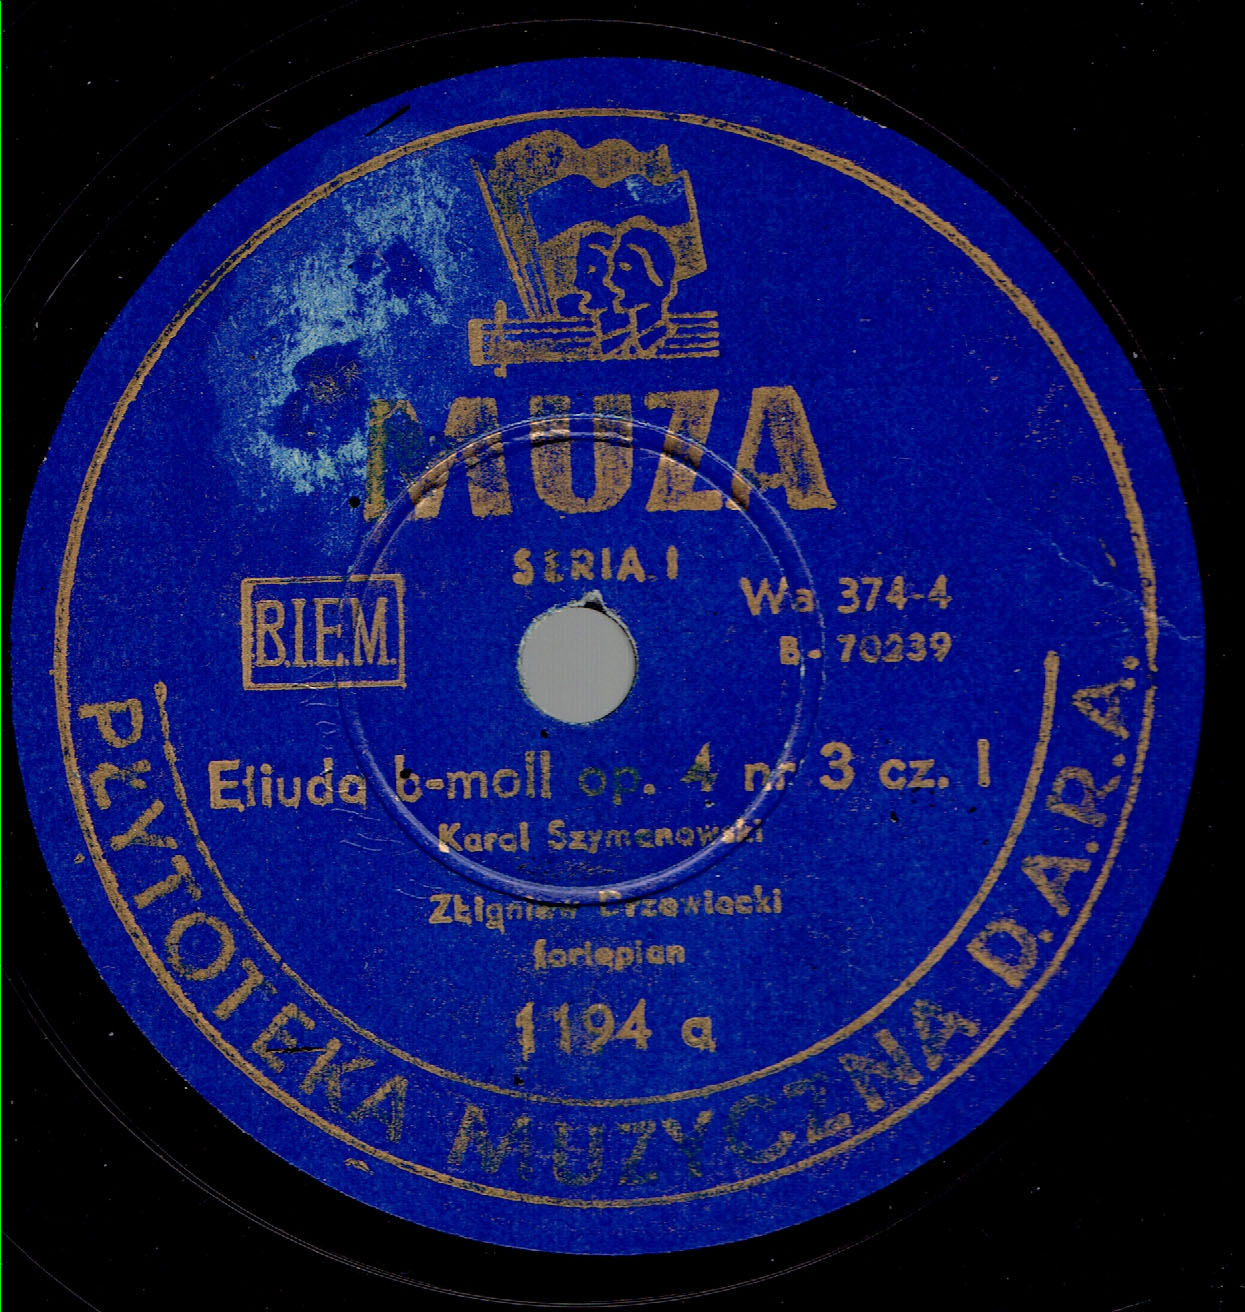 MUZA
SERIA I
B.I.E.M.
Wa 374-4
B- 70239
Etiuda b-moll op. 4 nr 3 cz. I
Karol Szymanowski
Zbigniew Drzewiecki
fortepian
1194 a
PŁYTOTEKA MUZYCZNA D.A.R.A.